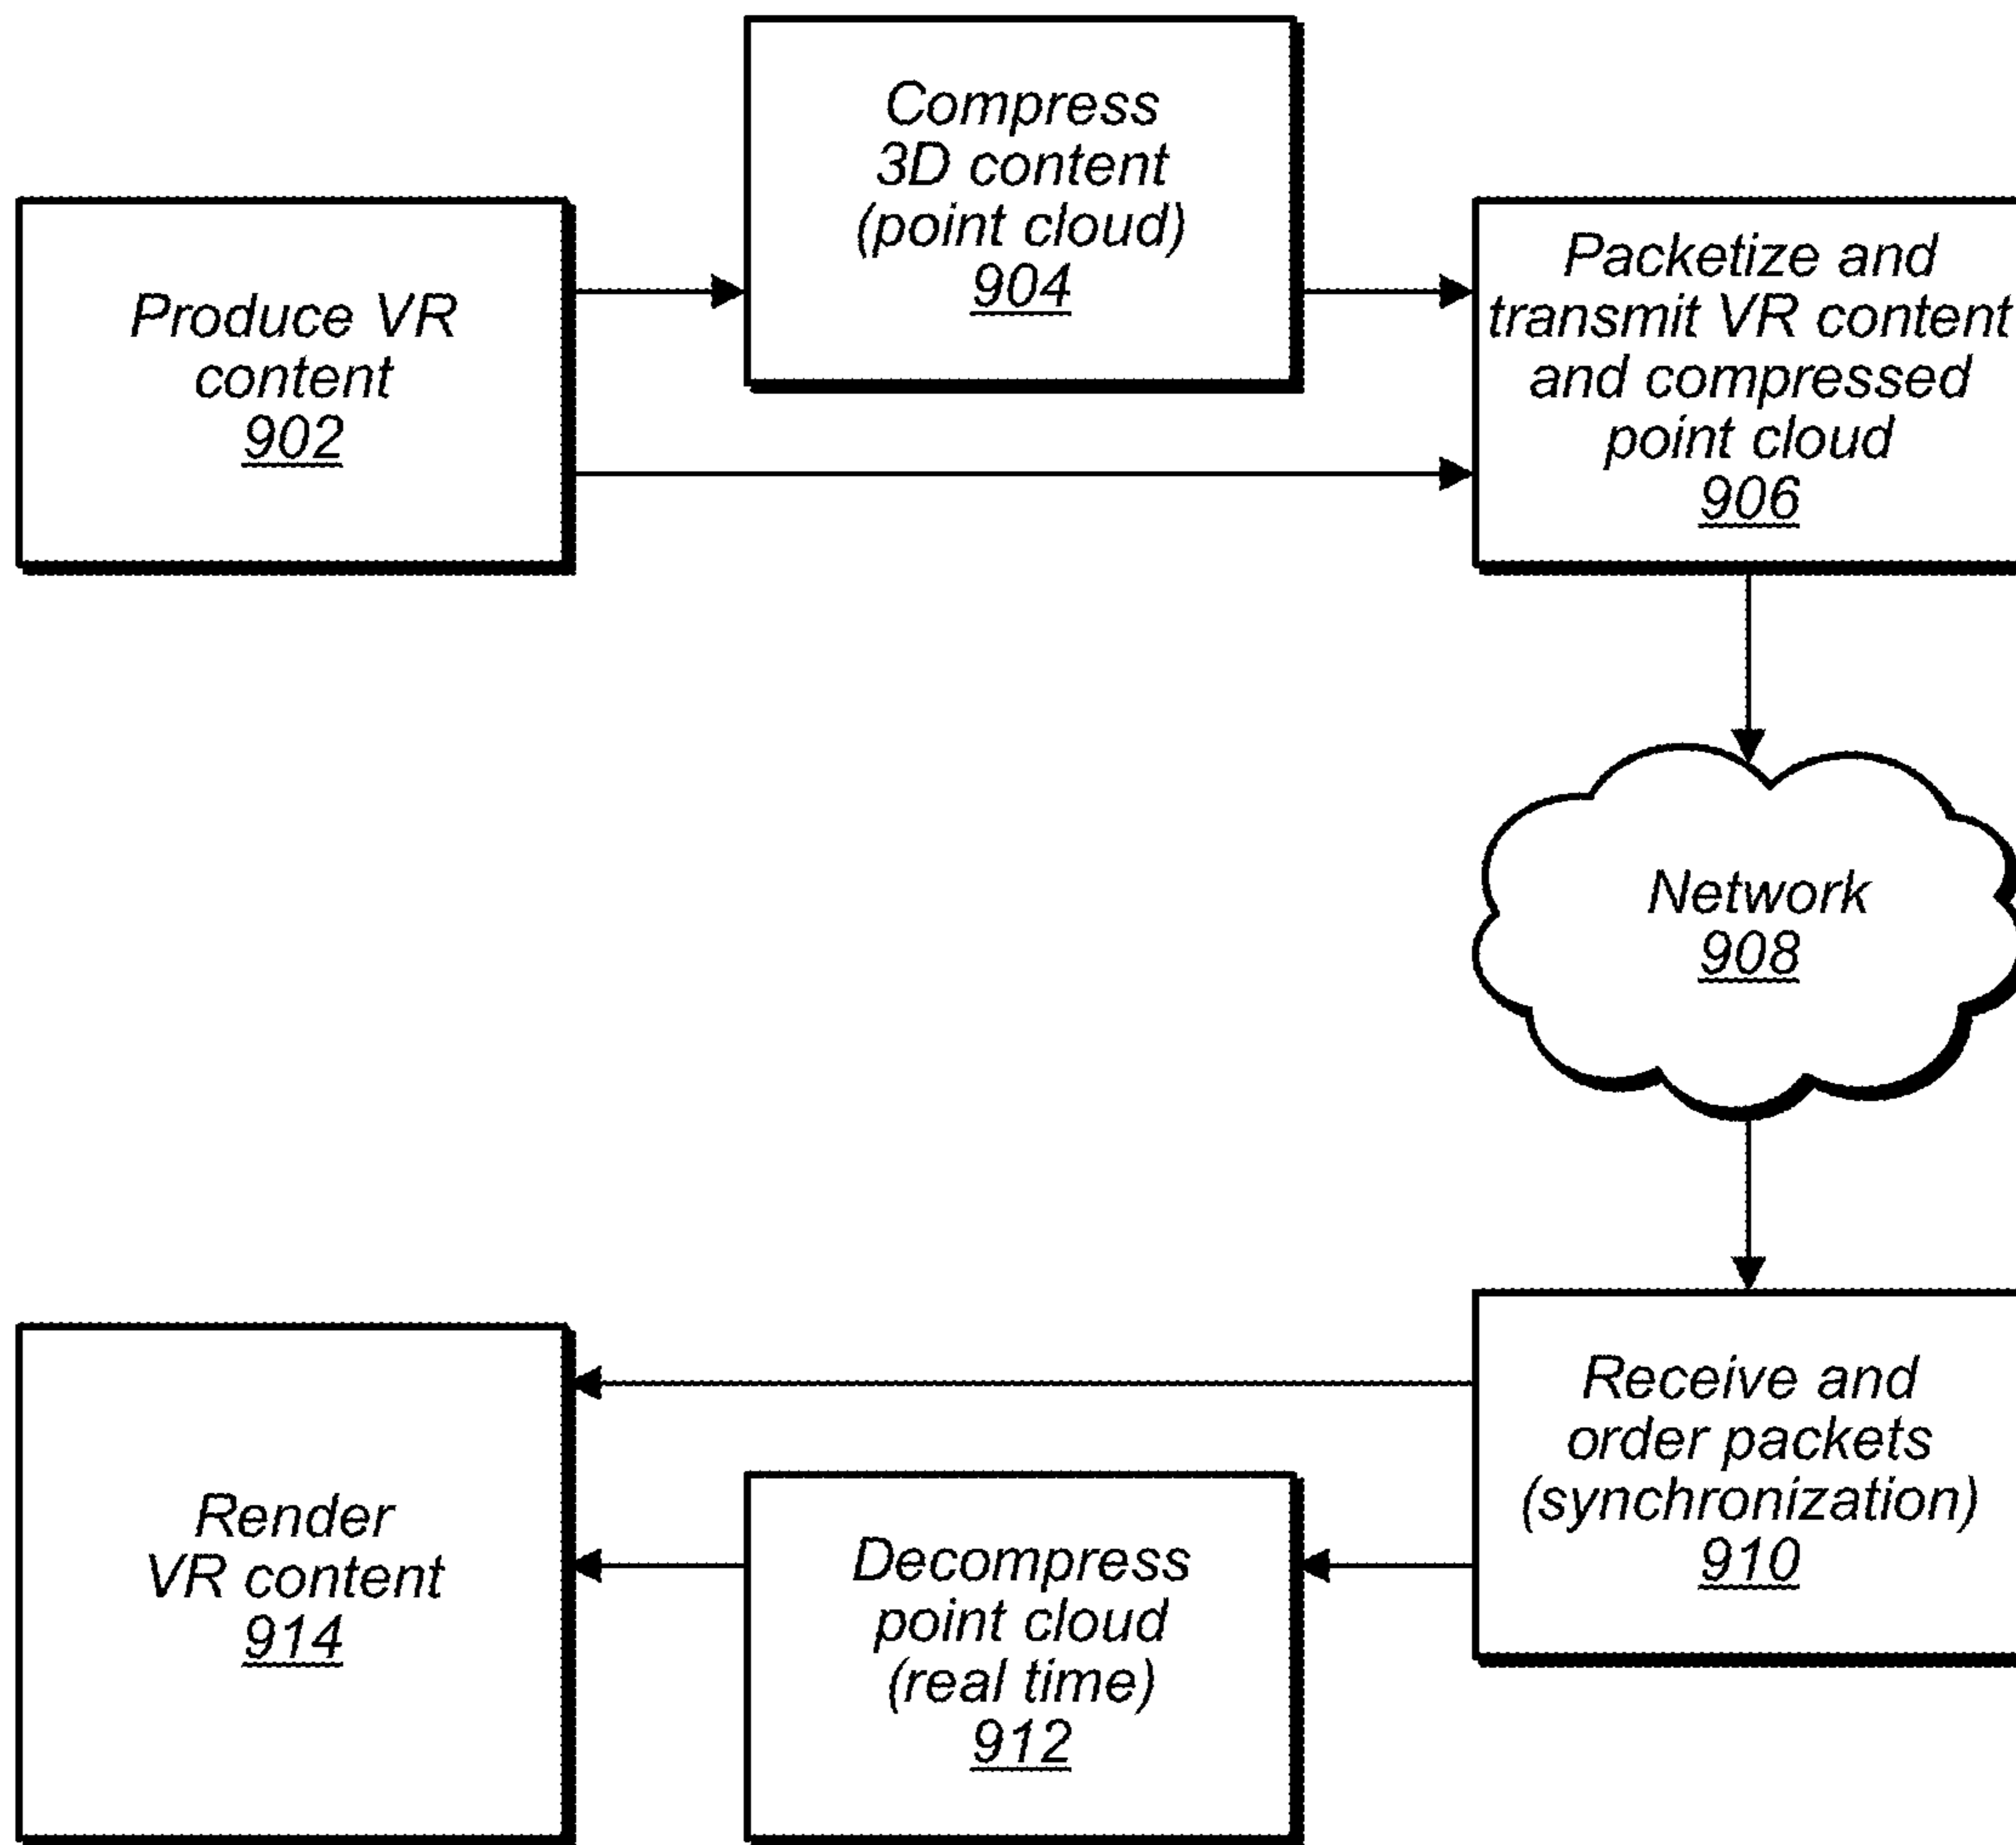 Compress
3D content
(point cloud)
904
Produce VR
content
902
Packetize and
transmit VR content
and compressed
point cloud
906
Network
908
Receive and
order packets
(synchronization)
910
Decompress
point cloud
(real time)
912
Render
VR content
914